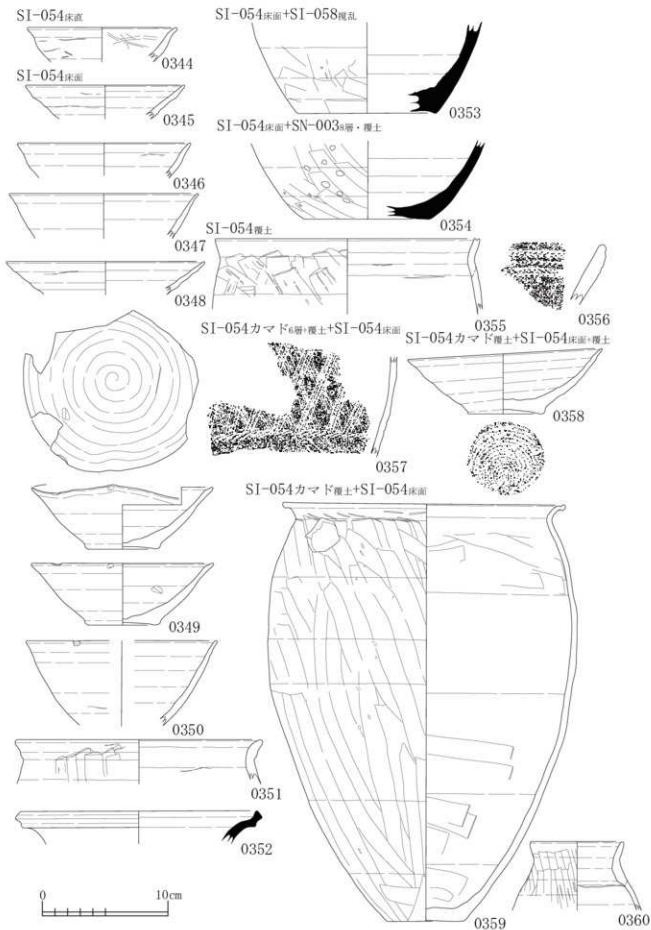 SI-054床直
0344
SI-054床面
0345
0346
0347
0348
0349
0350
0351
0352
0 10cm
SI-054床面+SI-058撹乱
0353
SI-054床面+SN-003 8層・覆土
0354
SI-054覆土
0355
0356
SI-054カマド6層+覆土+SI-054床面
0357
SI-054カマド覆土+SI-054床面+覆土
0358
SI-054カマド覆土+SI-054床面
0359
0360